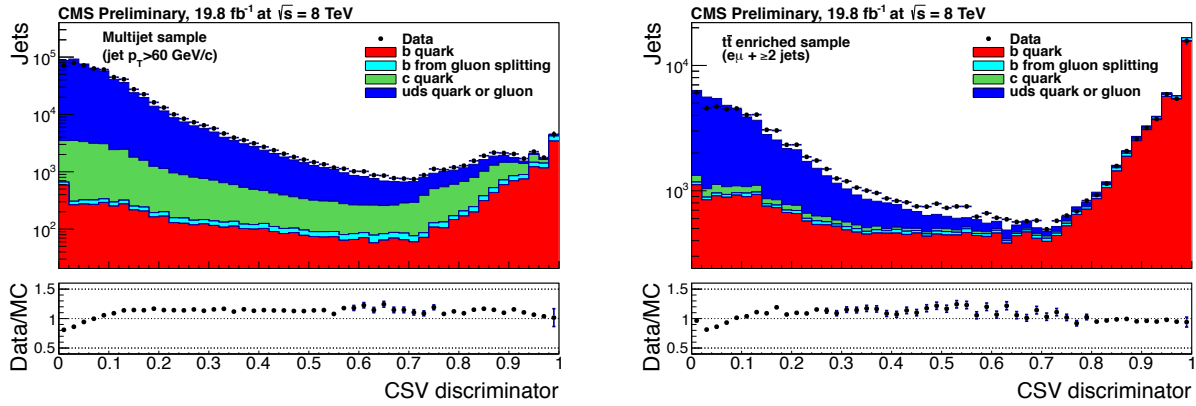 CMS Preliminary, 19.8 fb⁻¹ at √s = 8 TeV
Jets
Multijet sample
(jet p_T>60 GeV/c)
Data
b quark
b from gluon splitting
c quark
uds quark or gluon
10⁵
10⁴
10³
10²
Data/MC
1.5
1
0.5
0 0.1 0.2 0.3 0.4 0.5 0.6 0.7 0.8 0.9 1
CSV discriminator
CMS Preliminary, 19.8 fb⁻¹ at √s = 8 TeV
Jets
tt̄ enriched sample
(eμ + ≥2 jets)
Data
b quark
b from gluon splitting
c quark
uds quark or gluon
10⁴
10³
Data/MC
1.5
1
0.5
0 0.1 0.2 0.3 0.4 0.5 0.6 0.7 0.8 0.9 1
CSV discriminator